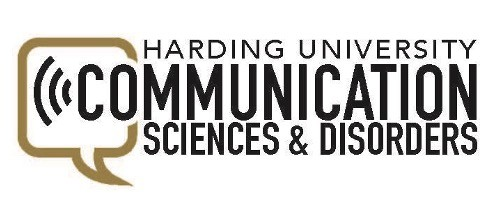 HARDING UNIVERSITY
COMMUNICATION
SCIENCES & DISORDERS